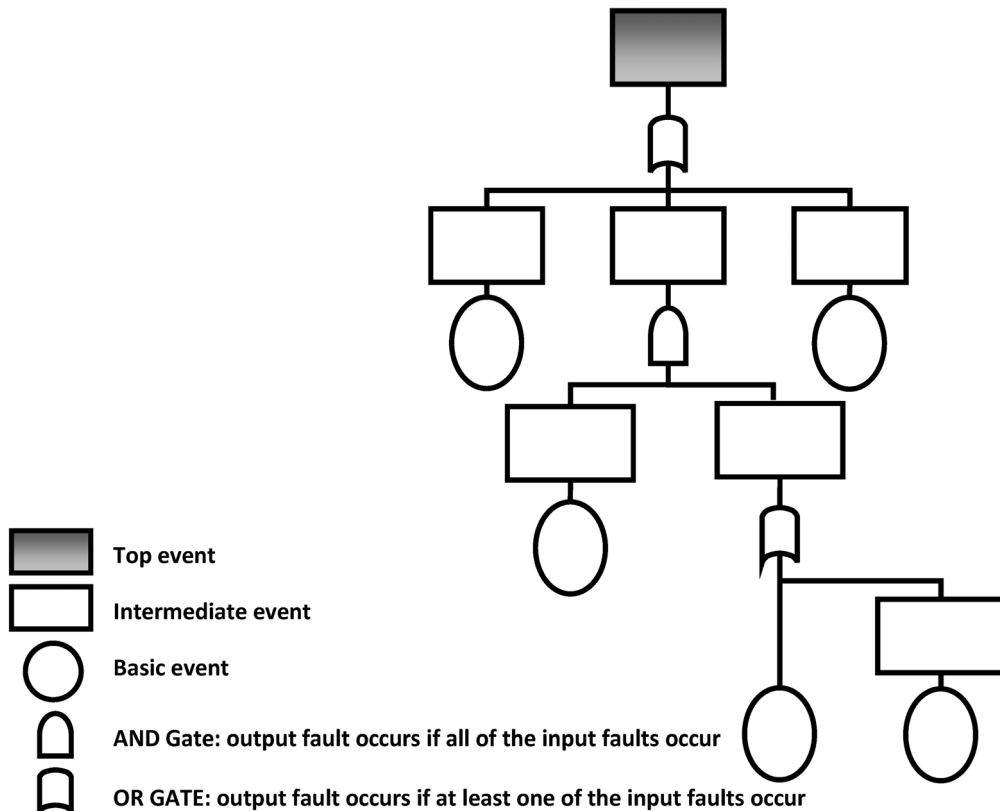 Top event
Intermediate event
Basic event
AND Gate: output fault occurs if all of the input faults occur
OR GATE: output fault occurs if at least one of the input faults occur